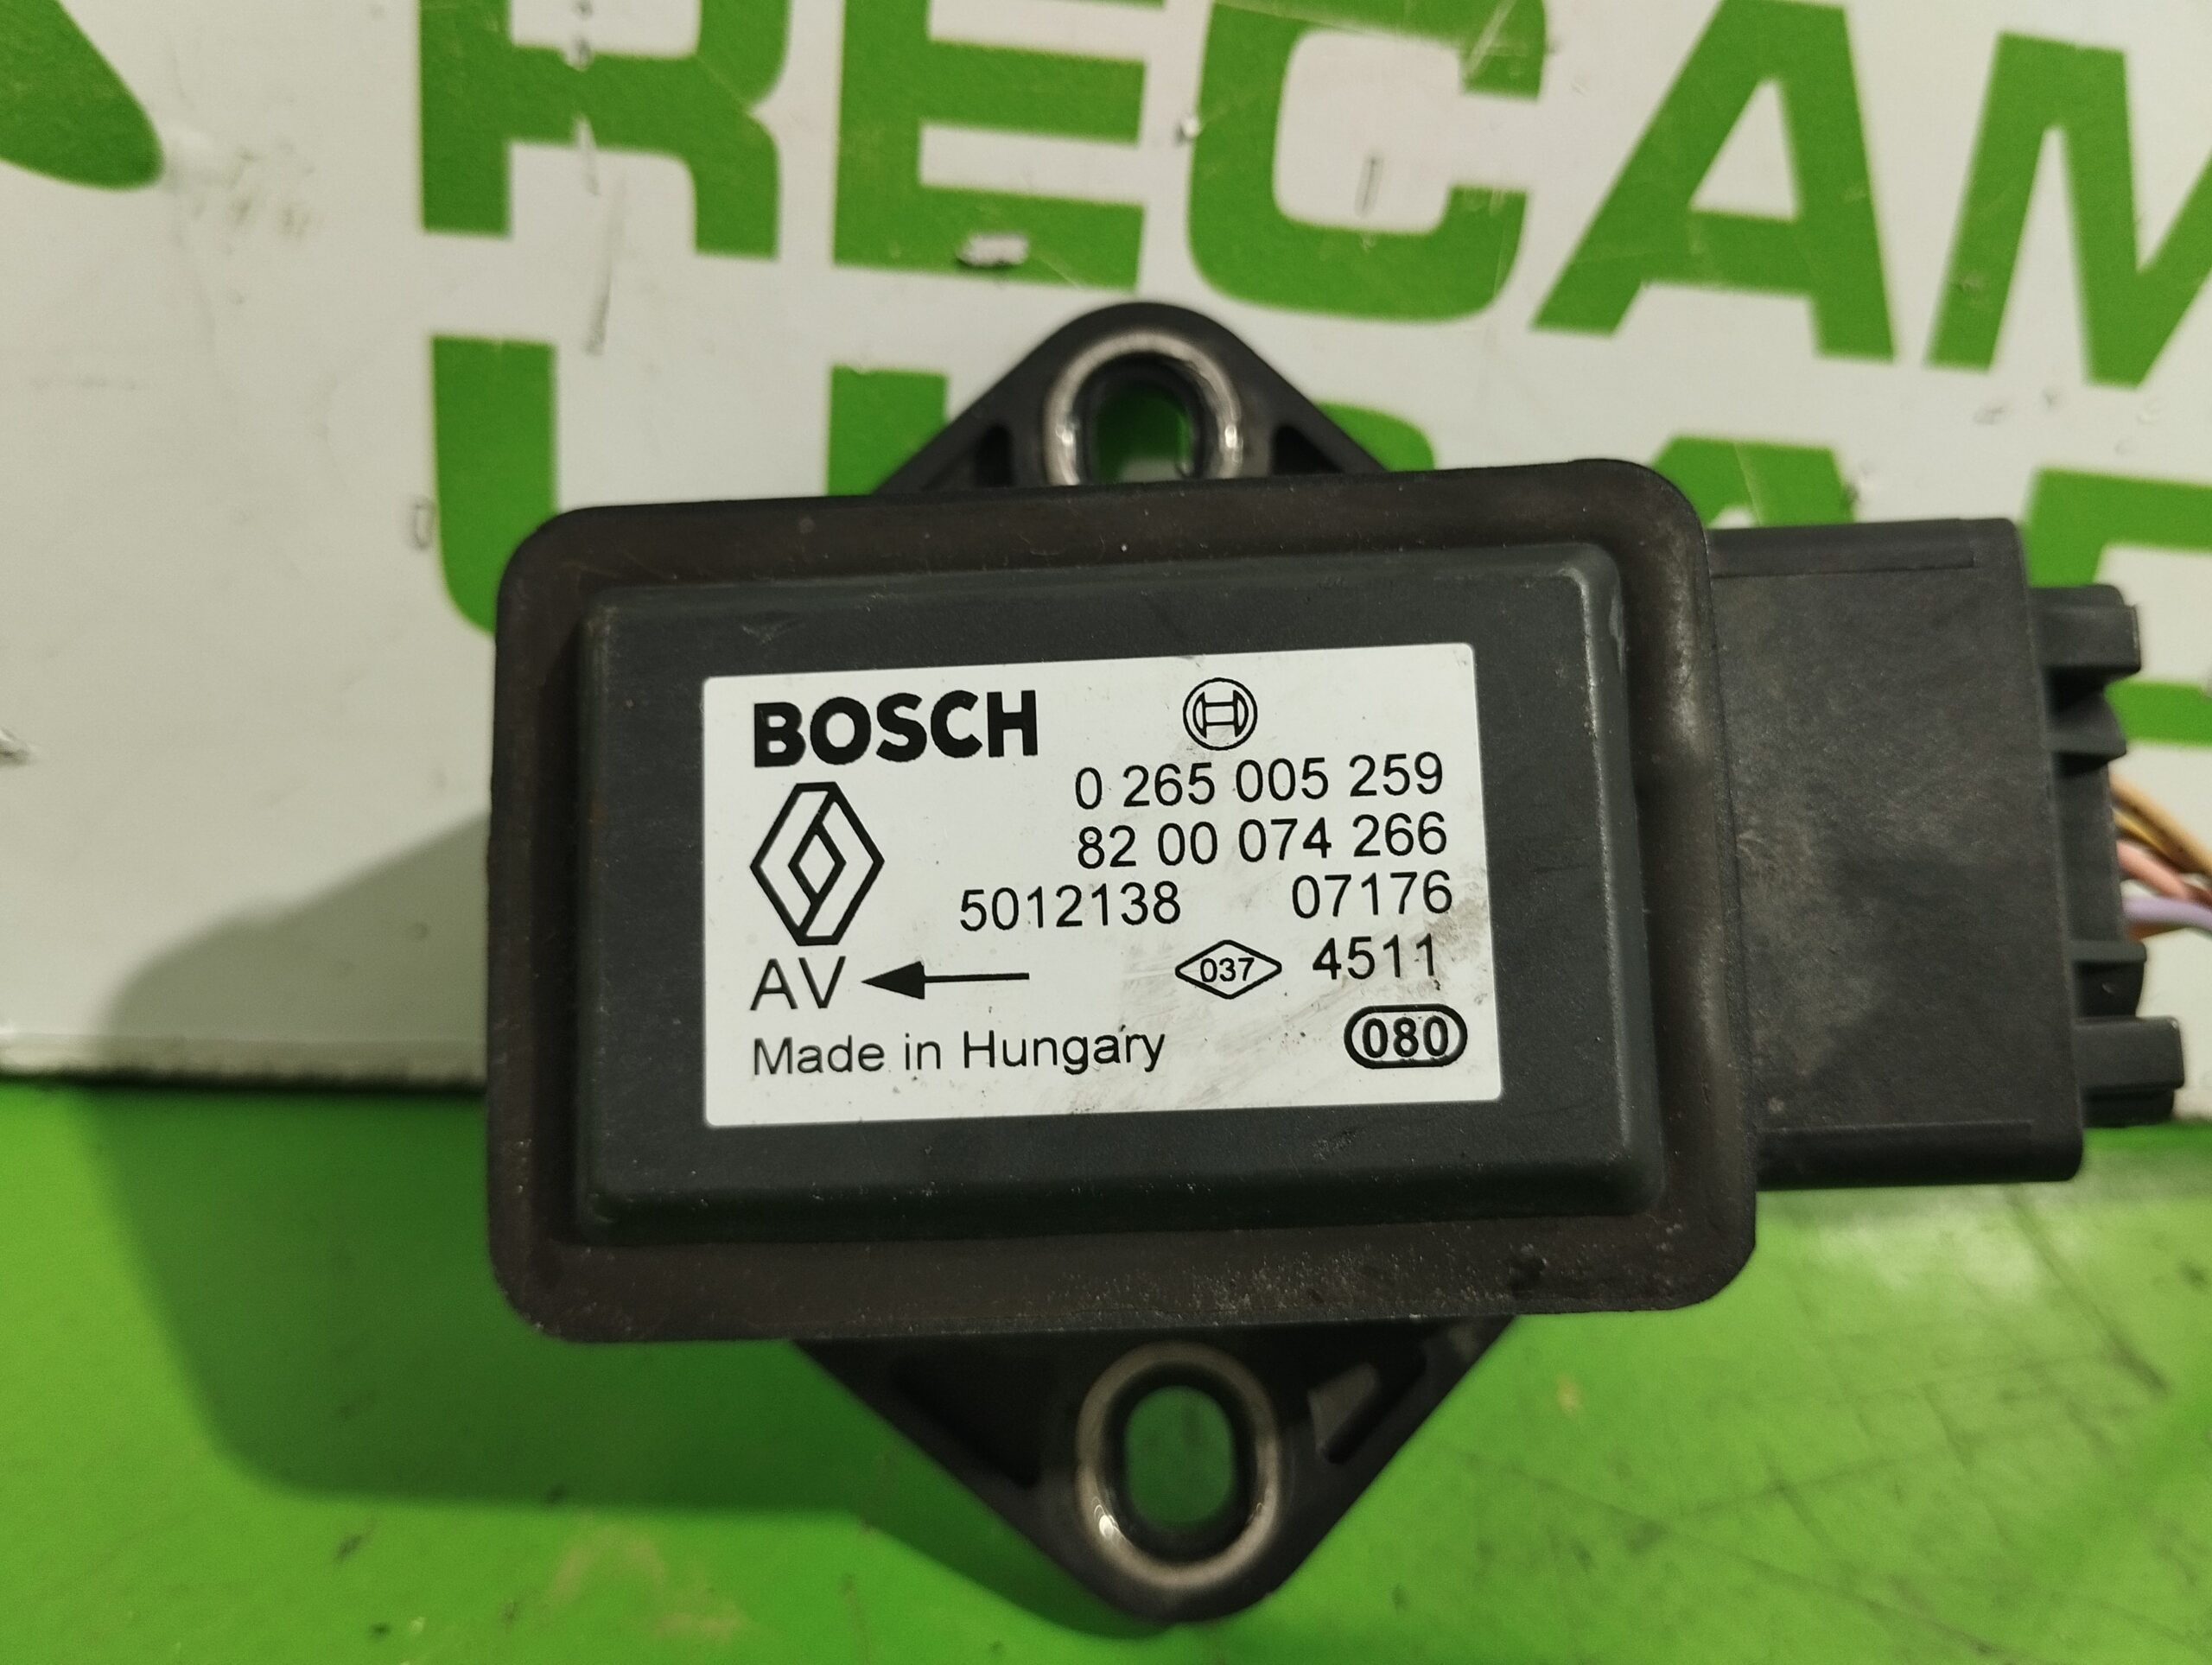 RECAM
BOSCH
0 265 005 259
82 00 074 266
5012138 07176
037 4511
AV
Made in Hungary 080